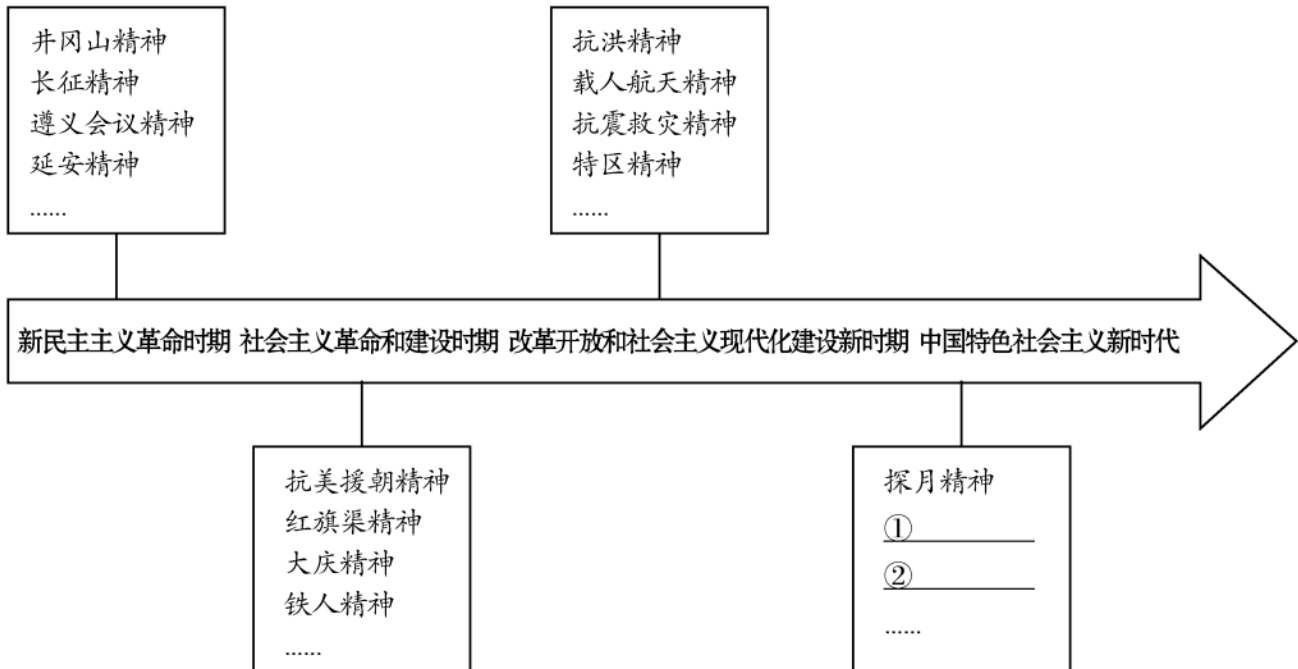 井冈山精神
长征精神
遵义会议精神
延安精神
......
抗洪精神
载人航天精神
抗震救灾精神
特区精神
......
新民主主义革命时期 社会主义革命和建设时期 改革开放和社会主义现代化建设新时期 中国特色社会主义新时代
抗美援朝精神
红旗渠精神
大庆精神
铁人精神
......
探月精神
①
②
......